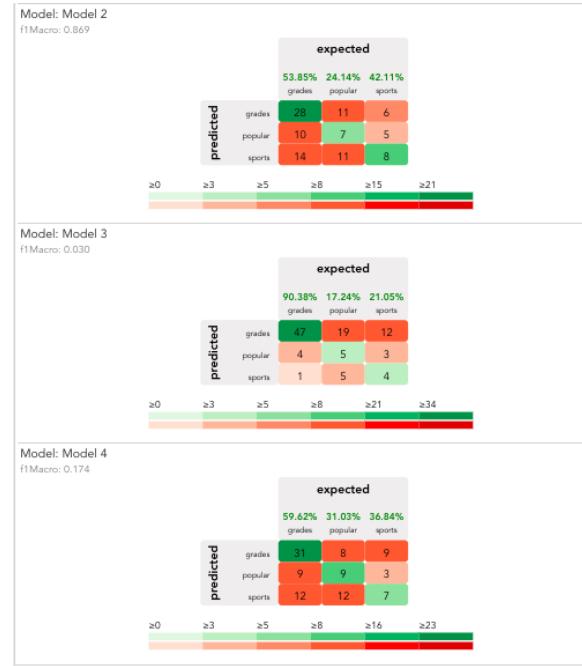 Model: Model 2
f1Macro: 0.869
expected
53.85% 24.14% 42.11%
grades popular sports
predicted
grades 28 11 6
popular 10 7 5
sports 14 11 8
≥0 ≥3 ≥5 ≥8 ≥15 ≥21
Model: Model 3
f1Macro: 0.030
expected
90.38% 17.24% 21.05%
grades popular sports
predicted
grades 47 19 12
popular 4 5 3
sports 1 5 4
≥0 ≥3 ≥5 ≥8 ≥21 ≥34
Model: Model 4
f1Macro: 0.174
expected
59.62% 31.03% 36.84%
grades popular sports
predicted
grades 31 8 9
popular 9 9 3
sports 12 12 7
≥0 ≥3 ≥5 ≥8 ≥16 ≥23